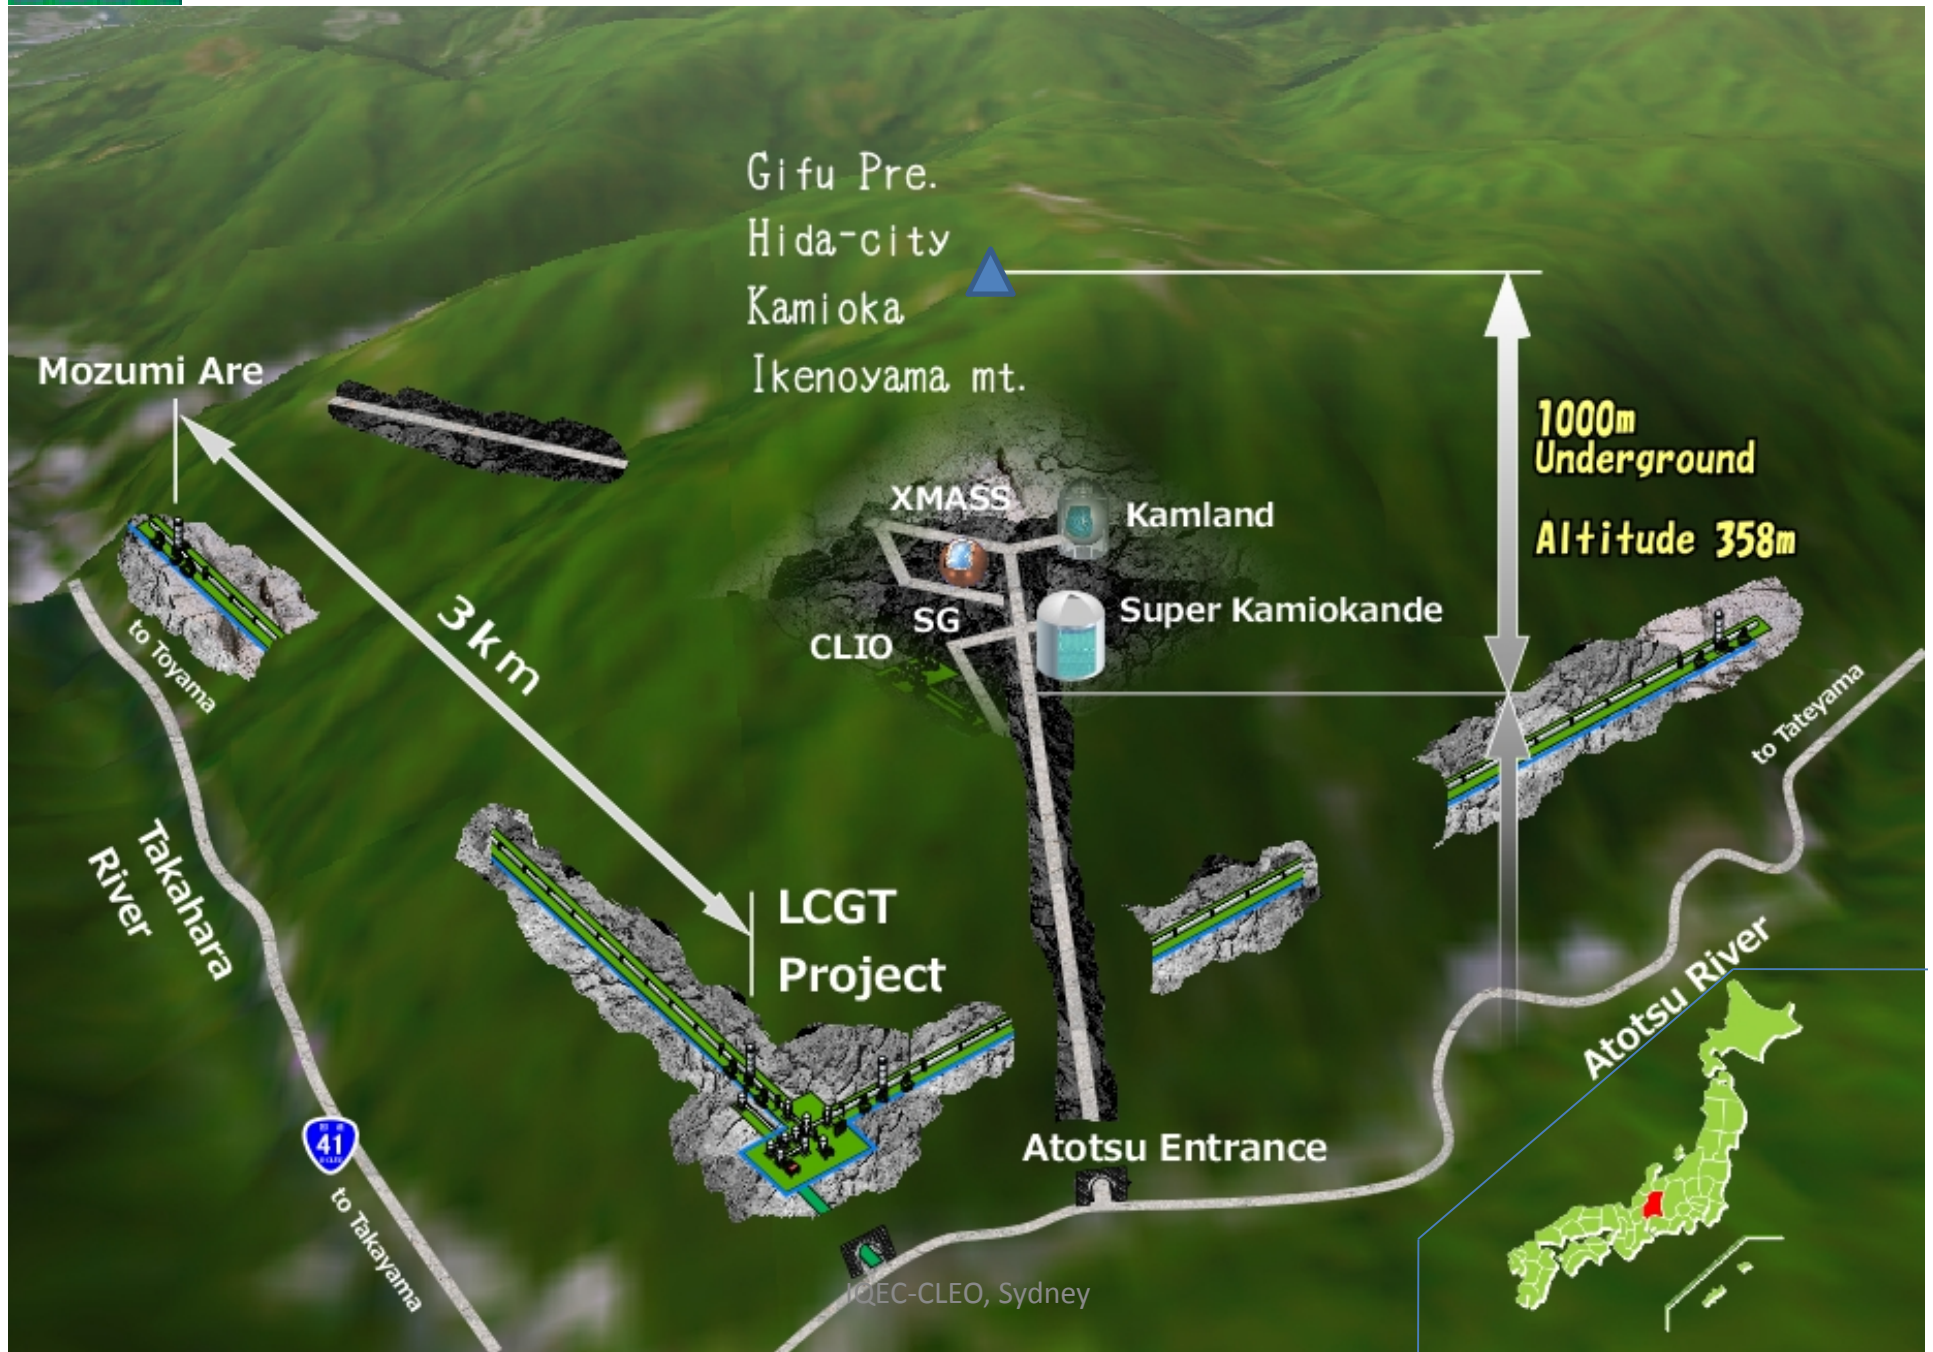 Gifu Pre.
Hida-city
Kamioka
Ikenoyama mt.
Mozumi Are
1000m
Underground
Altitude 358m
XMASS
Kamland
SG
Super Kamiokande
CLIO
3km
to Toyama
to Tateyama
Takahara
River
LCGT
Project
Atotsu River
41
Atotsu Entrance
to Takayama
IQEC-CLEO, Sydney